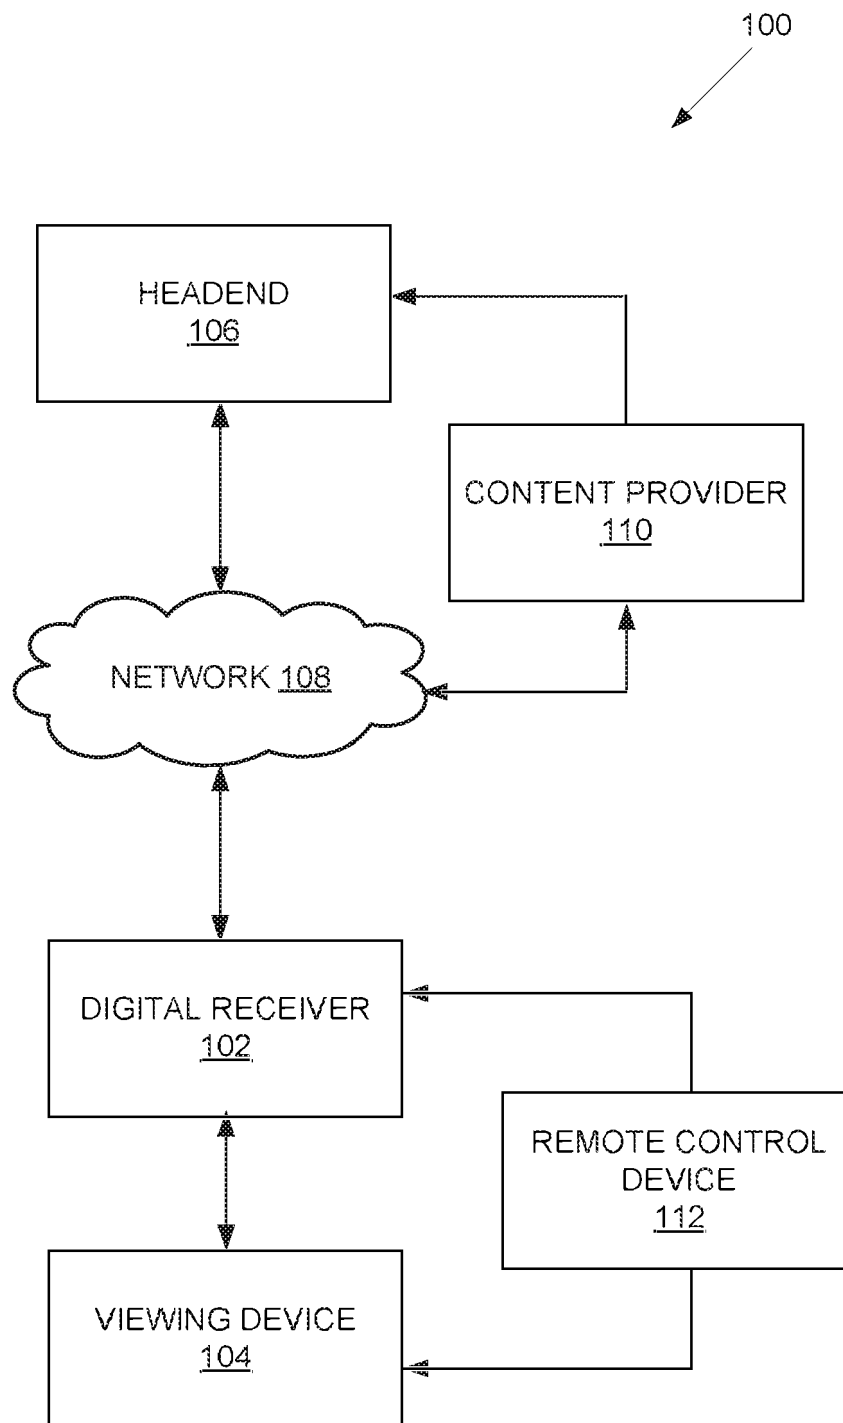 100
HEADEND
106
CONTENT PROVIDER
110
NETWORK 108
DIGITAL RECEIVER
102
REMOTE CONTROL
DEVICE
112
VIEWING DEVICE
104